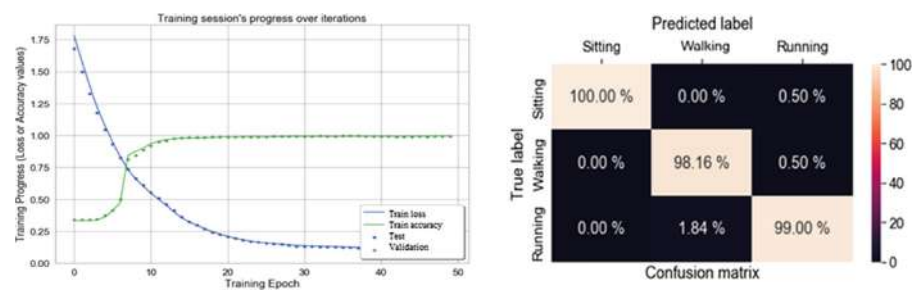 Training session's progress over iterations
Training Progress (Loss or Accuracy values)
1.75
1.50
1.25
1.00
0.75
0.50
0.25
0.00
0
10
20
30
40
50
Training Epoch
Train loss
Train accuracy
Test
Validation
Predicted label
Sitting Walking Running
True label
Sitting
Walking
Running
100.00 % 0.00 % 0.50 %
0.00 % 98.16 % 0.50 %
0.00 % 1.84 % 99.00 %
Confusion matrix
100
80
60
40
20
0